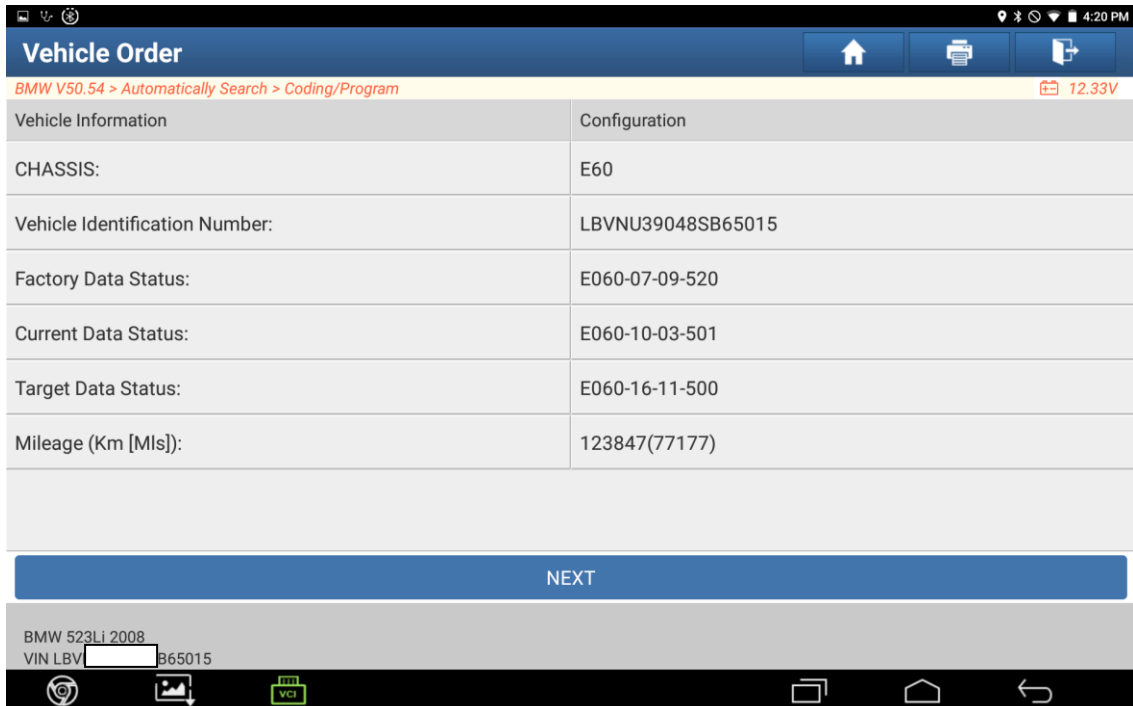 4:20 PM
Vehicle Order
BMW V50.54 > Automatically Search > Coding/Program 12.33V
Vehicle Information Configuration
CHASSIS: E60
Vehicle Identification Number: LBVNU39048SB65015
Factory Data Status: E060-07-09-520
Current Data Status: E060-10-03-501
Target Data Status: E060-16-11-500
Mileage (Km [Mls]): 123847(77177)
NEXT
BMW 523Li 2008
VIN LBV B65015
VCI